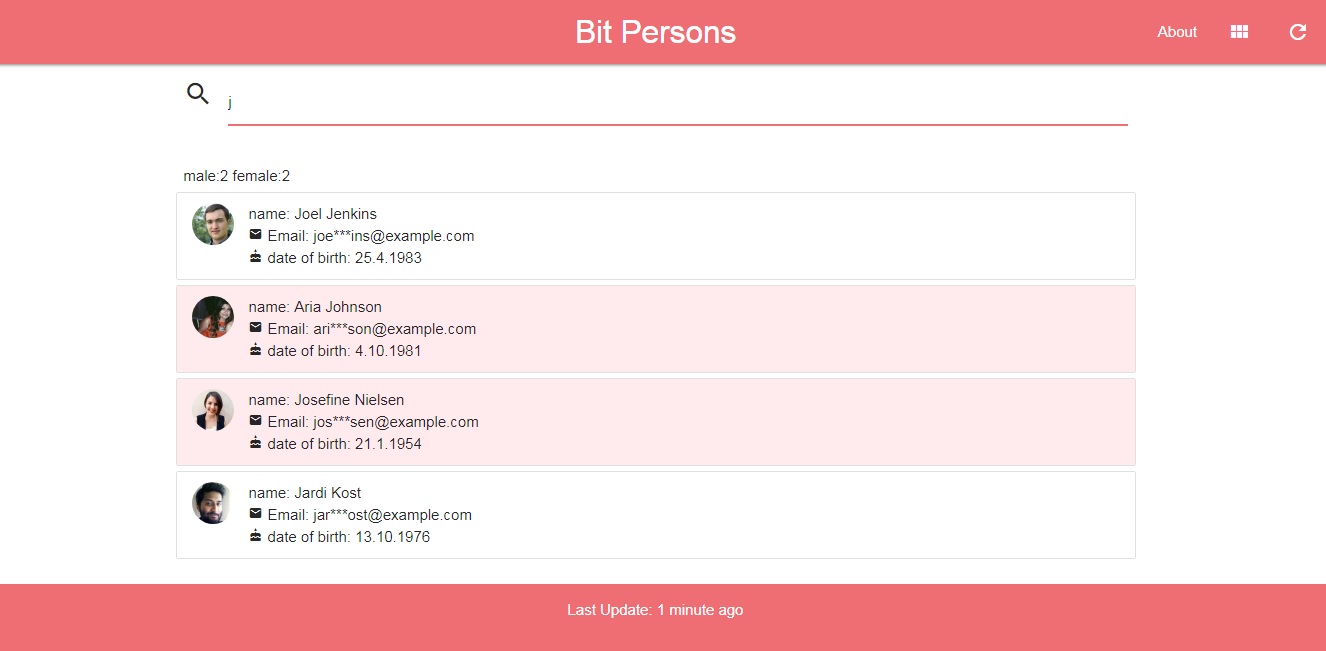 Bit Persons
About
j
male:2 female:2
name: Joel Jenkins
Email: joe***ins@example.com
date of birth: 25.4.1983
name: Aria Johnson
Email: ari***son@example.com
date of birth: 4.10.1981
name: Josefine Nielsen
Email: jos***sen@example.com
date of birth: 21.1.1954
name: Jardi Kost
Email: jar***ost@example.com
date of birth: 13.10.1976
Last Update: 1 minute ago